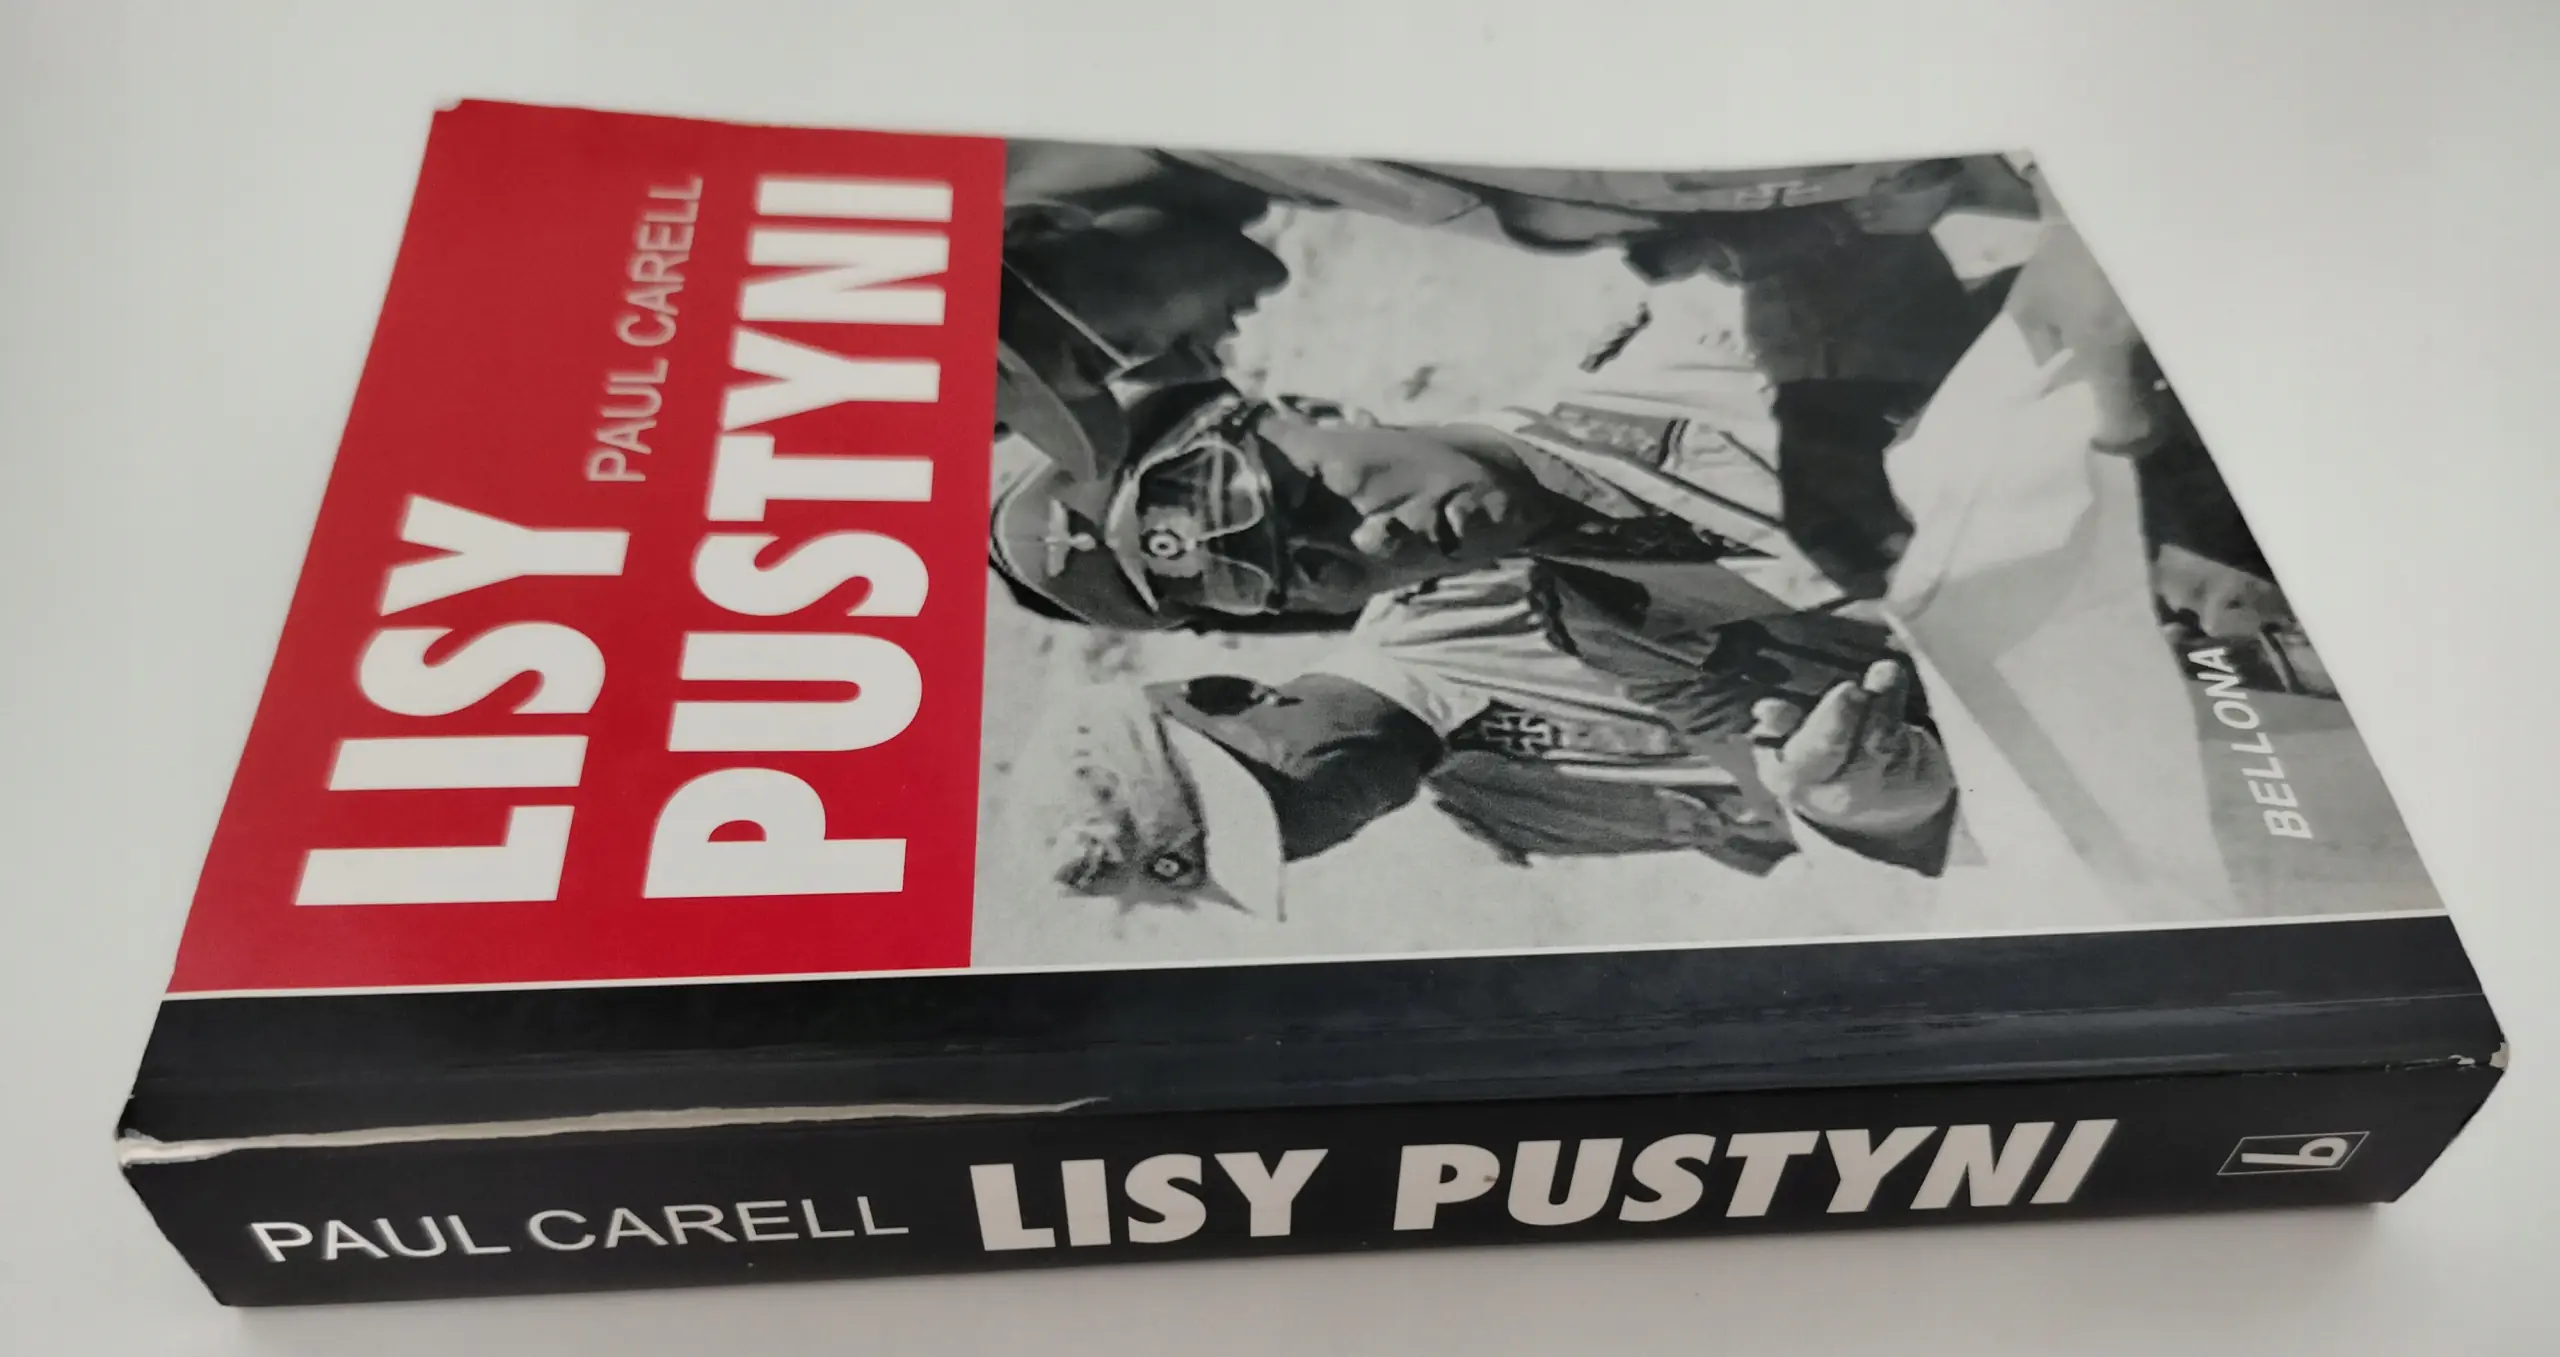 LISY
PAUL CARELL
PUSTYNI
BELLONA
PAUL CARELL LISY PUSTYNI b